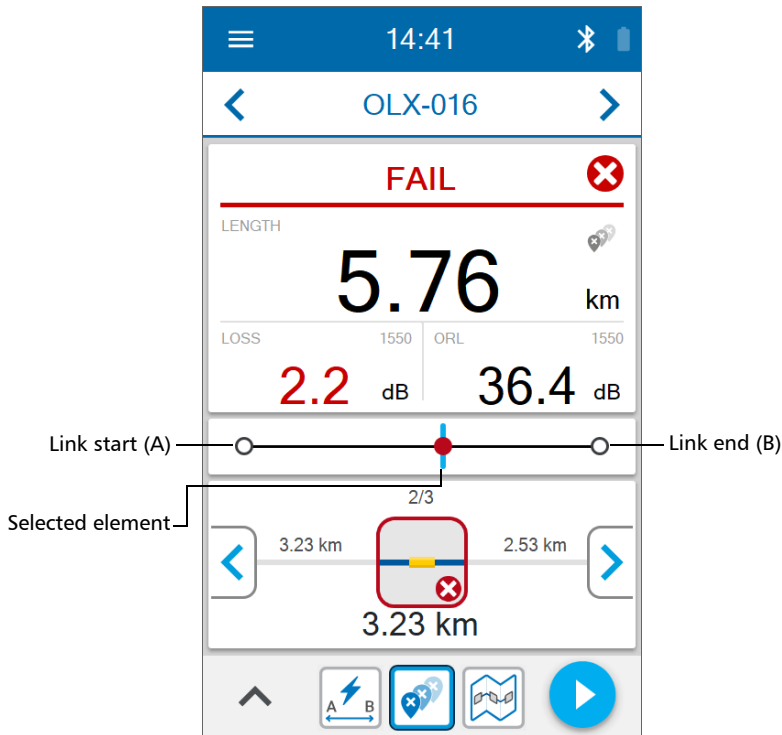 14:41
OLX-016
FAIL
LENGTH
5.76 km
LOSS 1550 ORL 1550
2.2 dB 36.4 dB
Link start (A) Link end (B)
Selected element
2/3
3.23 km 2.53 km
3.23 km
A B